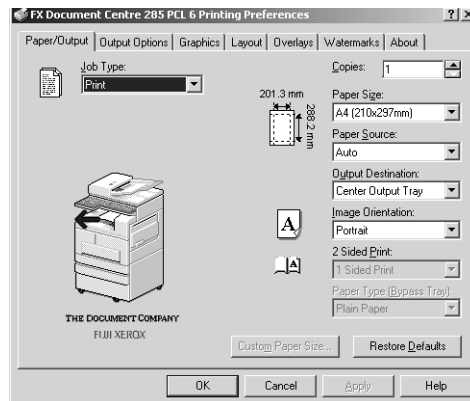 FX Document Centre 285 PCL 6 Printing Preferences
Paper/Output Output Options Graphics Layout Overlays Watermarks About
Job Type:
Print
Copies:
1
201.3 mm
288.2 mm
Paper Size:
A4 (210x297mm)
Paper Source:
Auto
Output Destination:
Center Output Tray
Image Orientation:
Portrait
A
A
2 Sided Print:
1 Sided Print
Paper Type (Bypass Tray):
Plain Paper
THE DOCUMENT COMPANY
FUJI XEROX
Custom Paper Size...
Restore Defaults
OK Cancel Apply Help